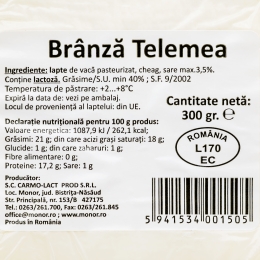 Brânză Telemea
Ingrediente: lapte de vacă pasteurizat, cheag, sare max.3,5%.
Conține lactoză, Grăsime/S.U. min 40% ; S.F. 9/2002
Temperatura de păstrare: +2...+8°C
Expiră la data de: vezi pe ambalaj.
Locul de proveniență al laptelui: din UE.
Cantitate netă:
300 gr. ℮
Declarație nutrițională pentru 100 g produs:
Valoare energetica: 1087,9 kJ / 262,1 kcal;
Grăsimi: 21 g; din care acizi grași saturați: 18 g
Glucide: 1 g; din care zaharuri: 1 g;
Fibre alimentare: 0 g;
Proteine: 17,2 g; Sare: 1 g
ROMÂNIA
L170
EC
Producător:
S.C. CARMO-LACT PROD S.R.L.
Loc. Monor, jud. Bistrița-Năsăud
Str. Principală, nr. 153/B 427175
Tel.: 0263/261.700, Fax.: 0263/261.845
office@monor.ro; www.monor.ro
Produs în România
5 941534 001505